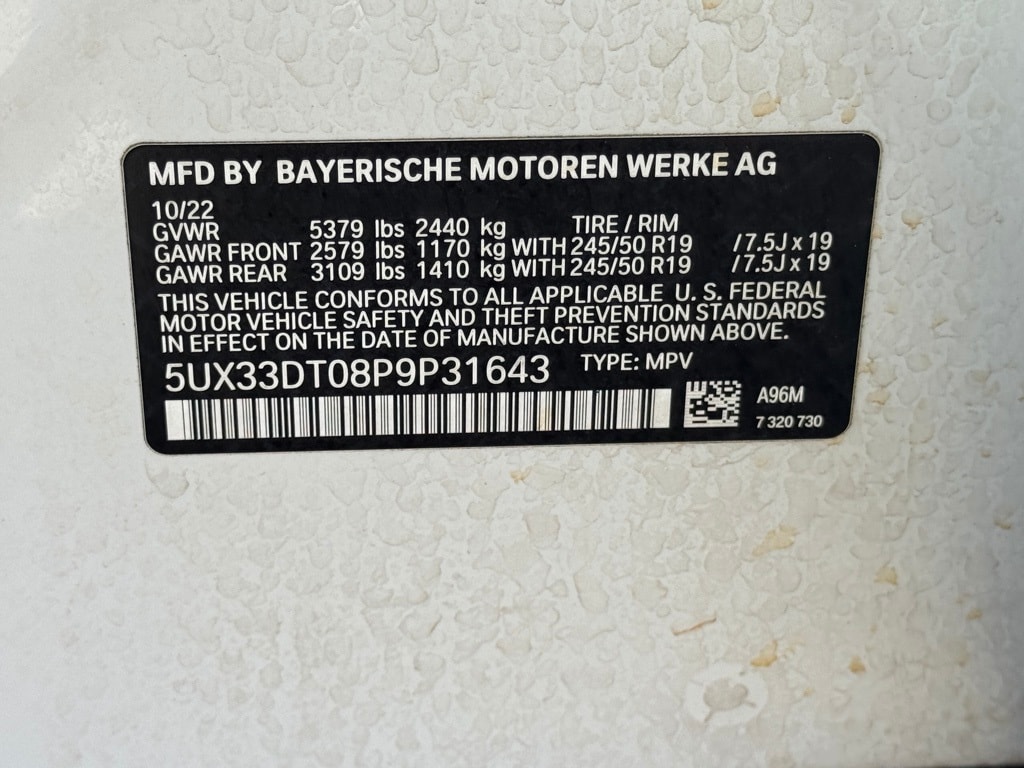 MFD BY BAYERISCHE MOTOREN WERKE AG
10/22
GVWR 5379 lbs 2440 kg TIRE / RIM
GAWR FRONT 2579 lbs 1170 kg WITH 245/50 R19 /7.5J x 19
GAWR REAR 3109 lbs 1410 kg WITH 245/50 R19 /7.5J x 19
THIS VEHICLE CONFORMS TO ALL APPLICABLE U. S. FEDERAL
MOTOR VEHICLE SAFETY AND THEFT PREVENTION STANDARDS
IN EFFECT ON THE DATE OF MANUFACTURE SHOWN ABOVE.
5UX33DT08P9P31643 TYPE: MPV
A96M
7 320 730